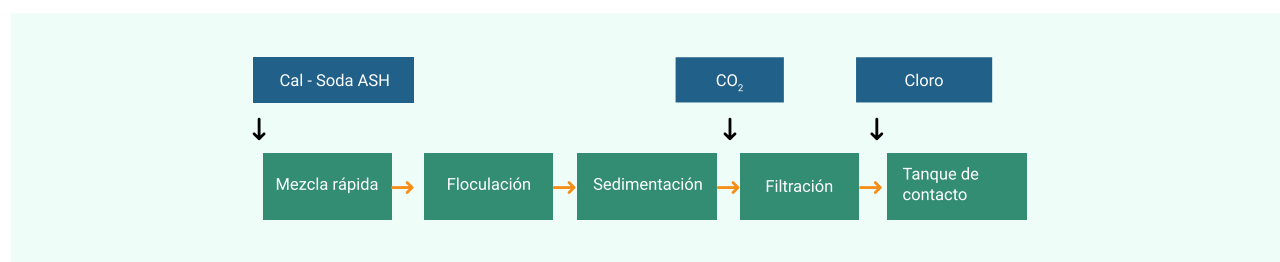 Cal - Soda ASH
CO₂
Cloro
Mezcla rápida
Floculación
Sedimentación
Filtración
Tanque de
contacto